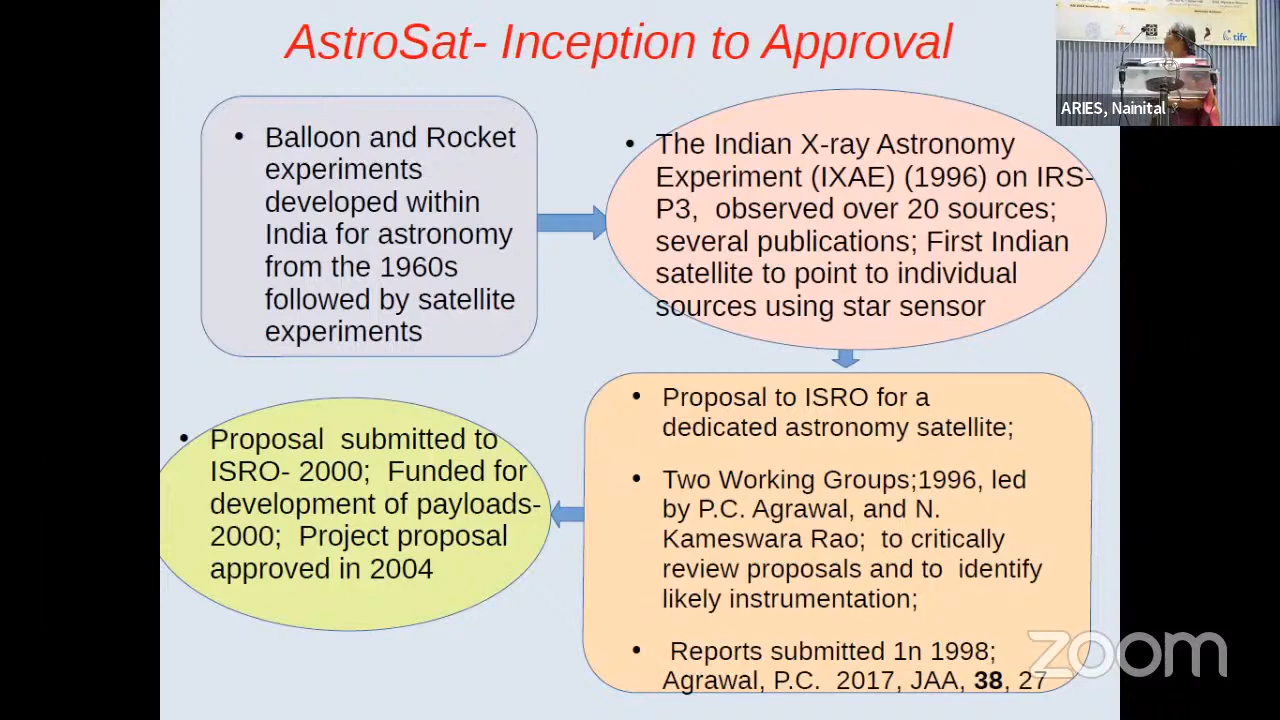 AstroSat- Inception to Approval
• Balloon and Rocket
experiments
developed within
India for astronomy
from the 1960s
followed by satellite
experiments
• The Indian X-ray Astronomy
Experiment (IXAE) (1996) on IRS-
P3,  observed over 20 sources;
several publications; First Indian
satellite to point to individual
sources using star sensor
• Proposal to ISRO for a
dedicated astronomy satellite;
• Two Working Groups;1996, led
by P.C. Agrawal, and N.
Kameswara Rao;  to critically
review proposals and to  identify
likely instrumentation;
• Reports submitted 1n 1998;
Agrawal, P.C.  2017, JAA, 38, 27
• Proposal  submitted to
ISRO- 2000;  Funded for
development of payloads-
2000;  Project proposal
approved in 2004
tifr
ARIES, Nainital
zoom